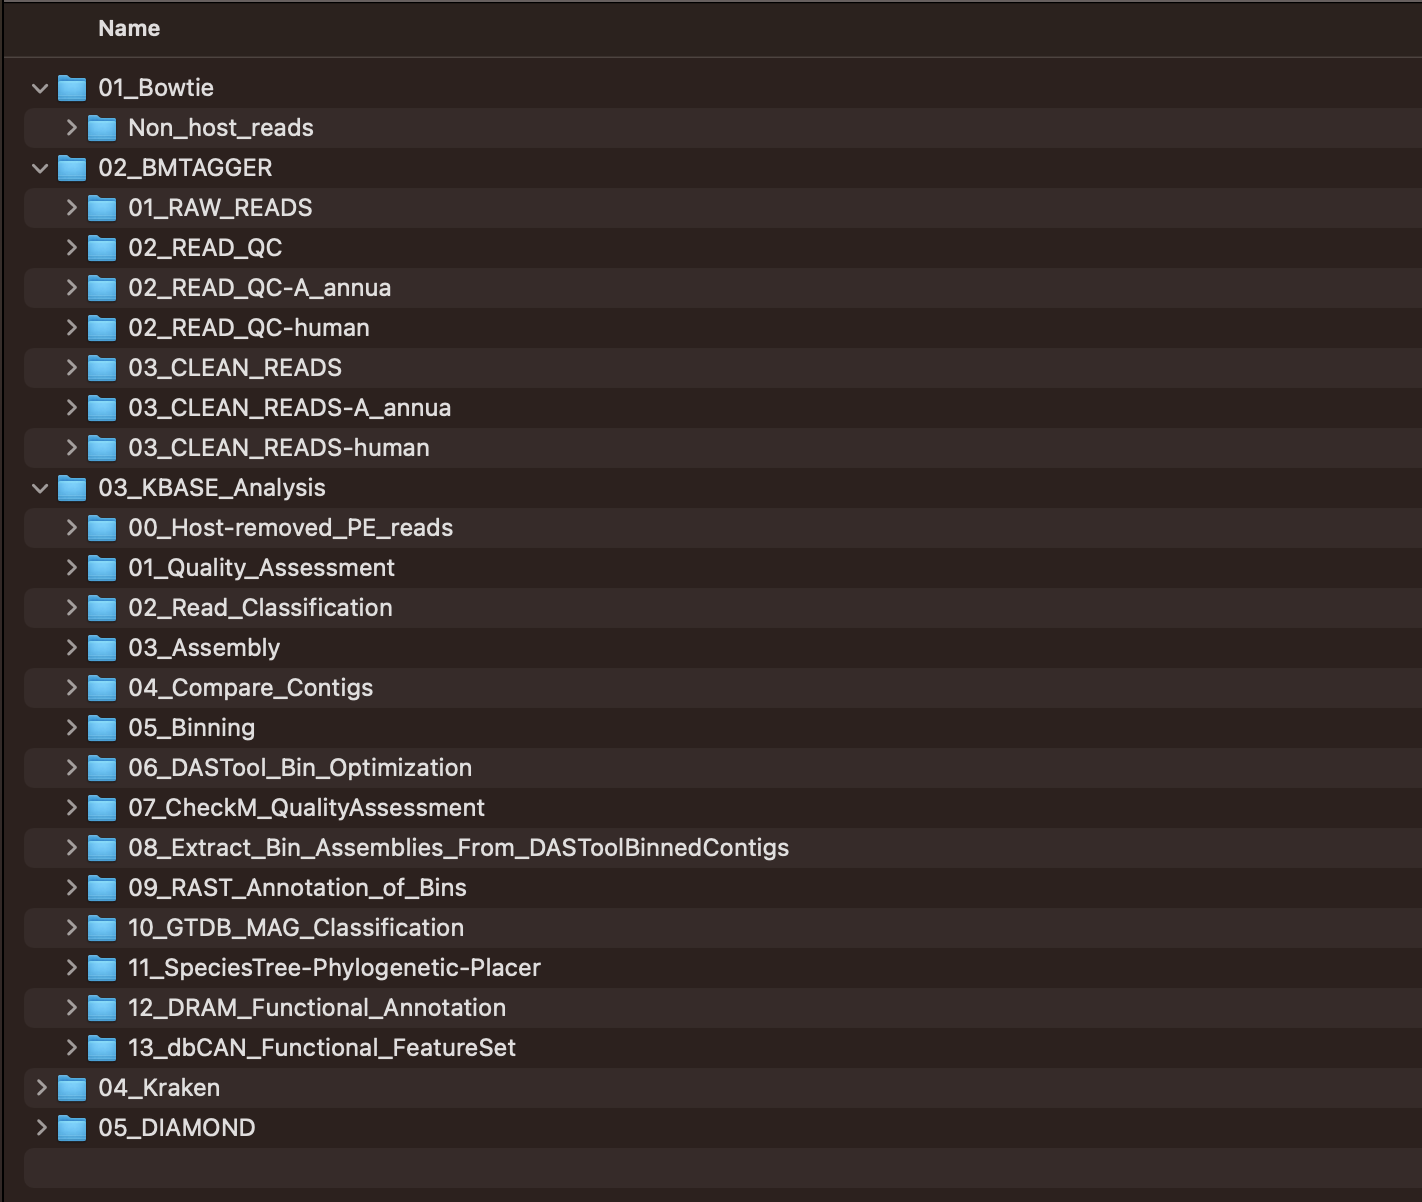 Name
01_Bowtie
Non_host_reads
02_BMTAGGER
01_RAW_READS
02_READ_QC
02_READ_QC-A_annua
02_READ_QC-human
03_CLEAN_READS
03_CLEAN_READS-A_annua
03_CLEAN_READS-human
03_KBASE_Analysis
00_Host-removed_PE_reads
01_Quality_Assessment
02_Read_Classification
03_Assembly
04_Compare_Contigs
05_Binning
06_DASTool_Bin_Optimization
07_CheckM_QualityAssessment
08_Extract_Bin_Assemblies_From_DASToolBinnedContigs
09_RAST_Annotation_of_Bins
10_GTDB_MAG_Classification
11_SpeciesTree-Phylogenetic-Placer
12_DRAM_Functional_Annotation
13_dbCAN_Functional_FeatureSet
04_Kraken
05_DIAMOND